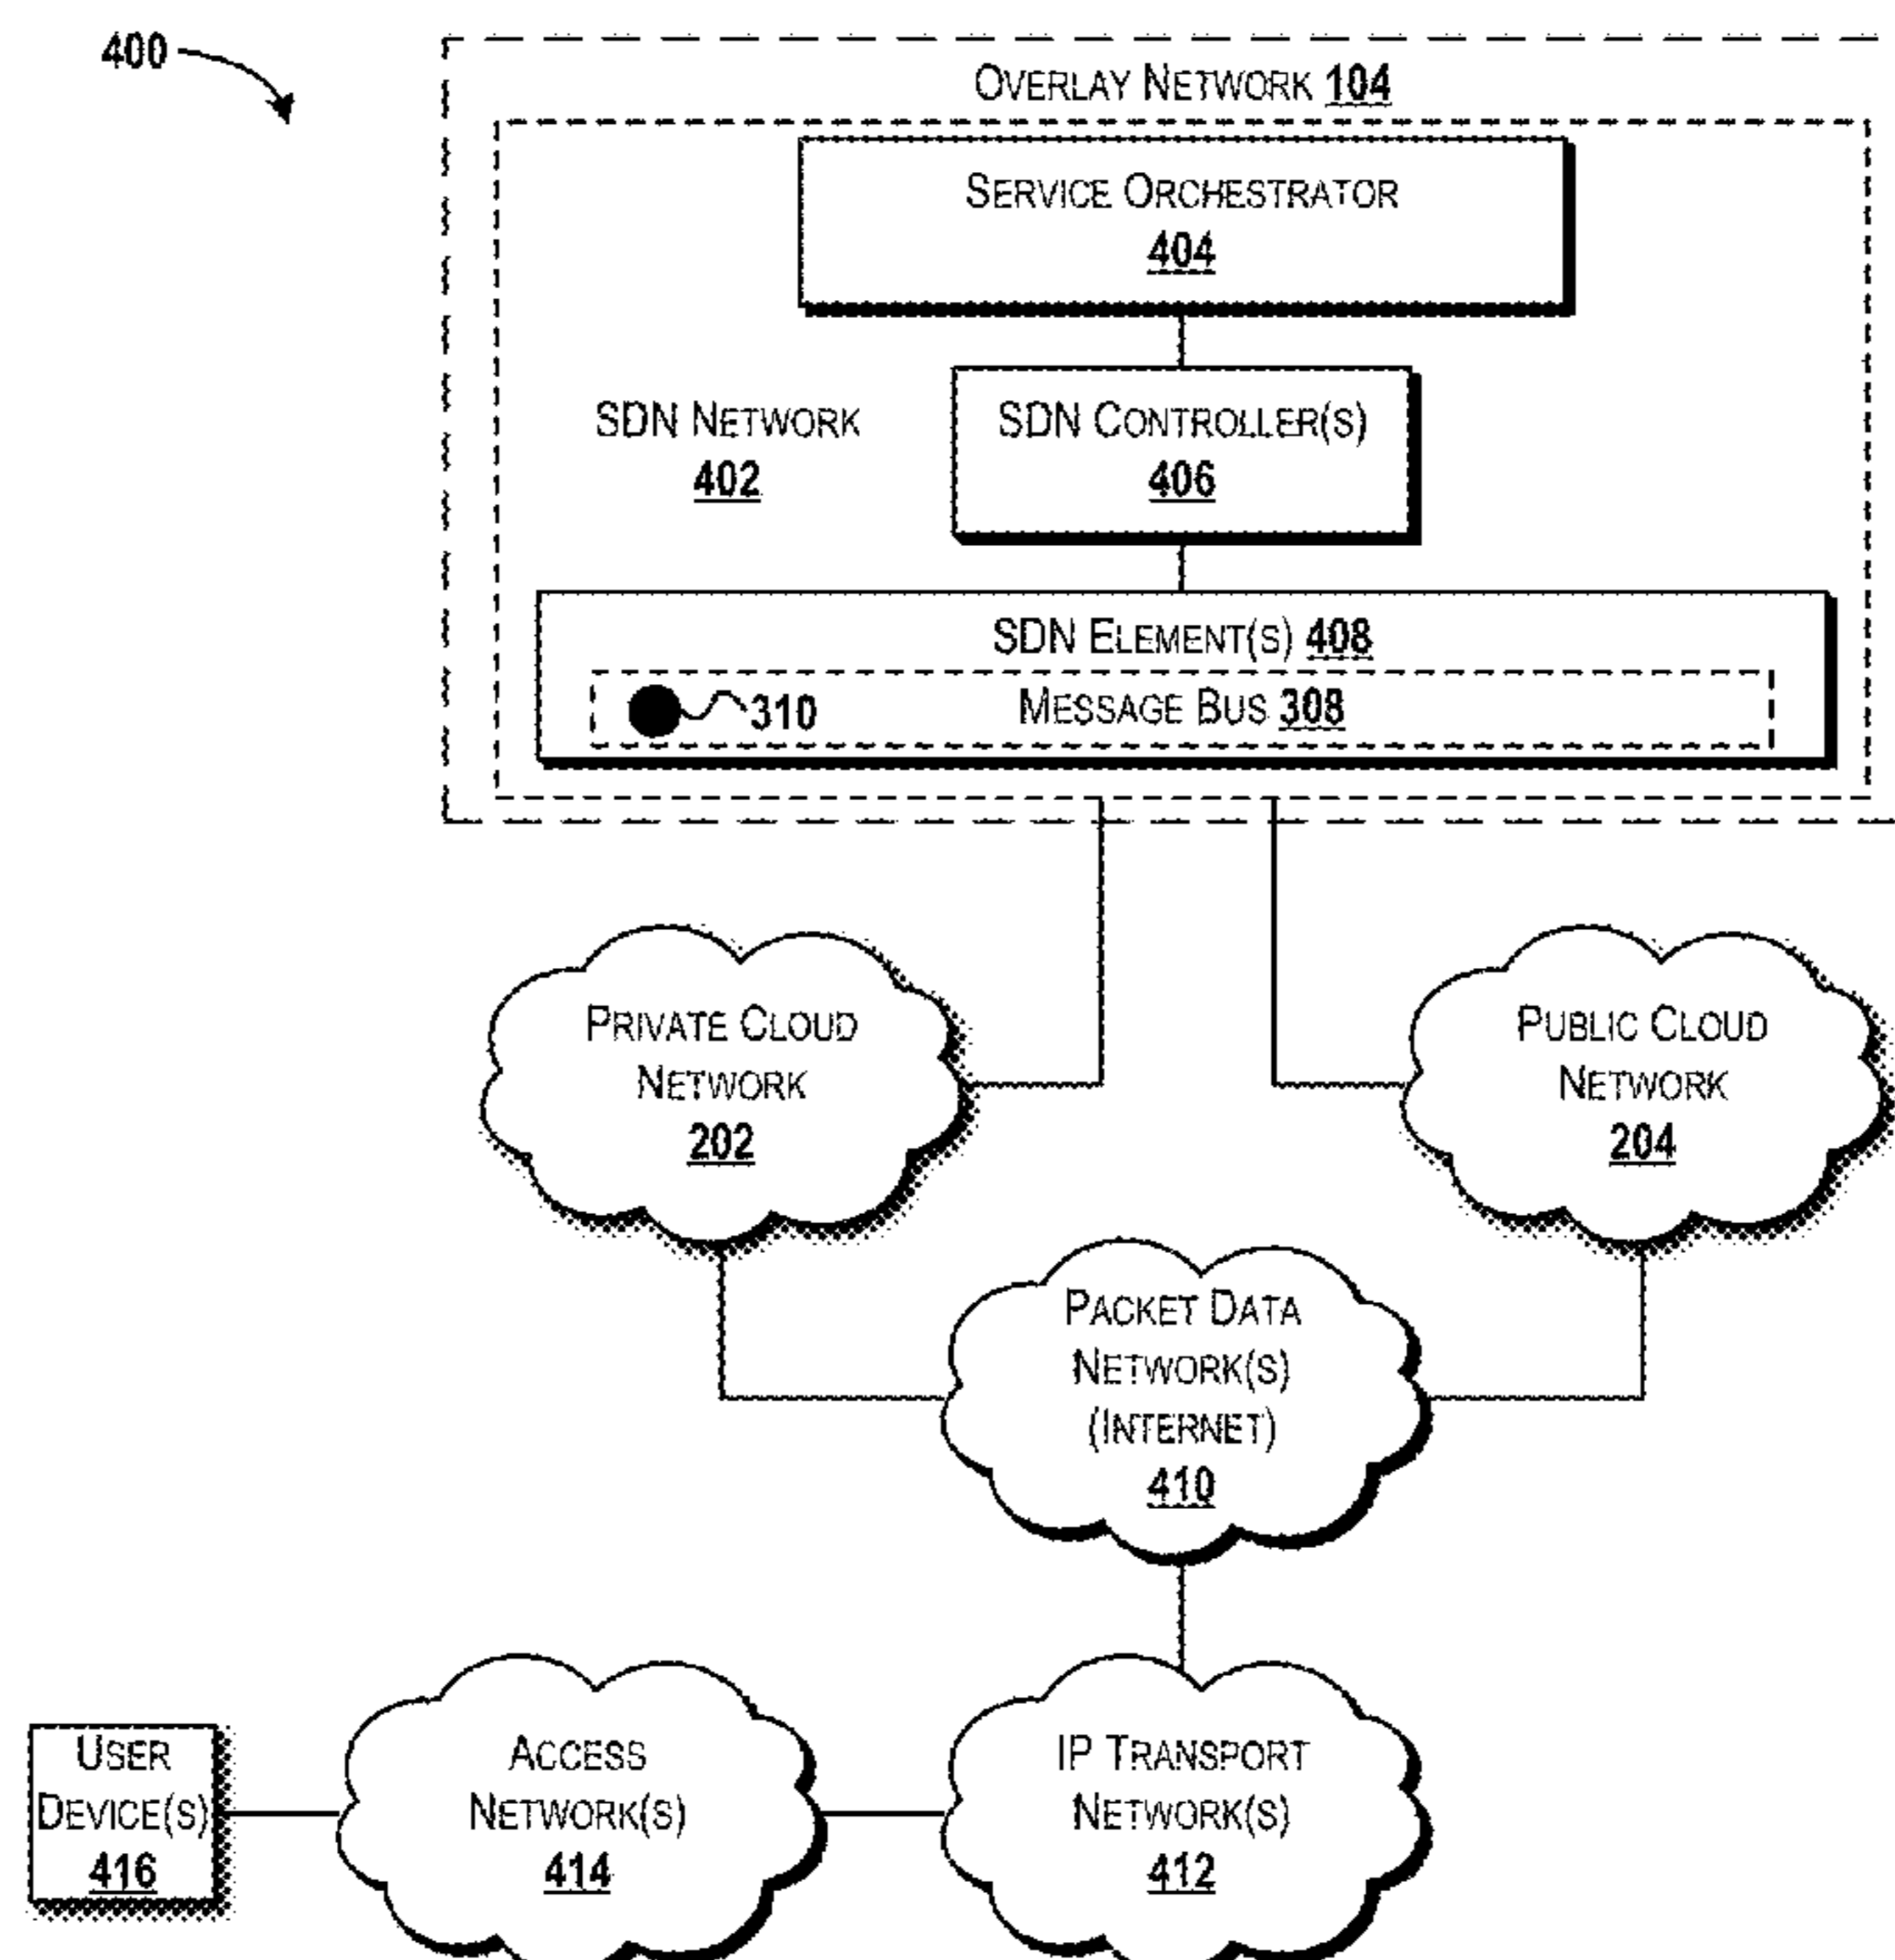 400
OVERLAY NETWORK 104
SERVICE ORCHESTRATOR
404
SDN NETWORK
402
SDN CONTROLLER(S)
406
SDN ELEMENT(S) 408
310
MESSAGE BUS 308
PRIVATE CLOUD
NETWORK
202
PUBLIC CLOUD
NETWORK
204
PACKET DATA
NETWORK(S)
(INTERNET)
410
USER
DEVICE(S)
416
ACCESS
NETWORK(S)
414
IP TRANSPORT
NETWORK(S)
412